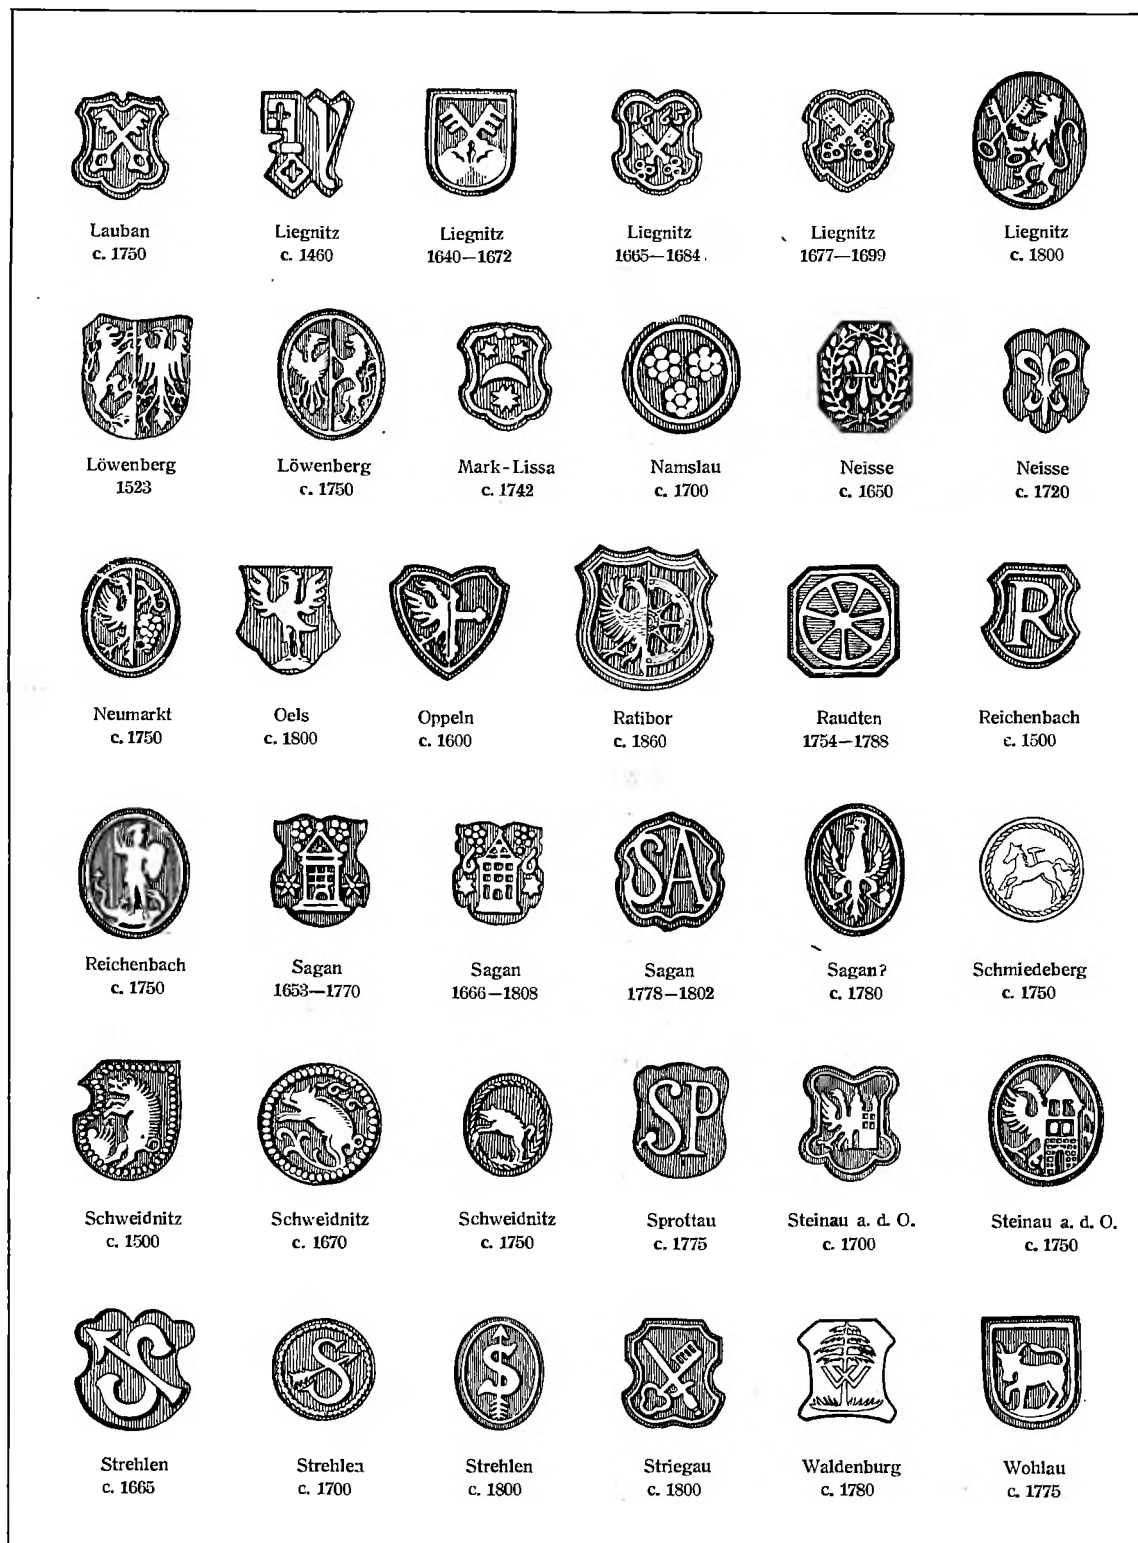 1665
Lauban
c. 1750
Liegnitz
c. 1460
Liegnitz
1640—1672
Liegnitz
1665—1684.
Liegnitz
1677—1699
Liegnitz
c. 1800
Löwenberg
1523
Löwenberg
c. 1750
Mark-Lissa
c. 1742
Namslau
c. 1700
Neisse
c. 1650
Neisse
c. 1720
R
Neumarkt
c. 1750
Oels
c. 1800
Oppeln
c. 1600
Ratibor
c. 1860
Raudten
1754—1788
Reichenbach
c. 1500
SA
Reichenbach
c. 1750
Sagan
1653—1770
Sagan
1666—1808
Sagan
1778—1802
Sagan?
c. 1780
Schmiedeberg
c. 1750
SP
Schweidnitz
c. 1500
Schweidnitz
c. 1670
Schweidnitz
c. 1750
Sprottau
c. 1775
Steinau a. d. O.
c. 1700
Steinau a. d. O.
c. 1750
S
S
S
W
Strehlen
c. 1665
Strehlen
c. 1700
Strehlen
c. 1800
Striegau
c. 1800
Waldenburg
c. 1780
Wohlau
c. 1775